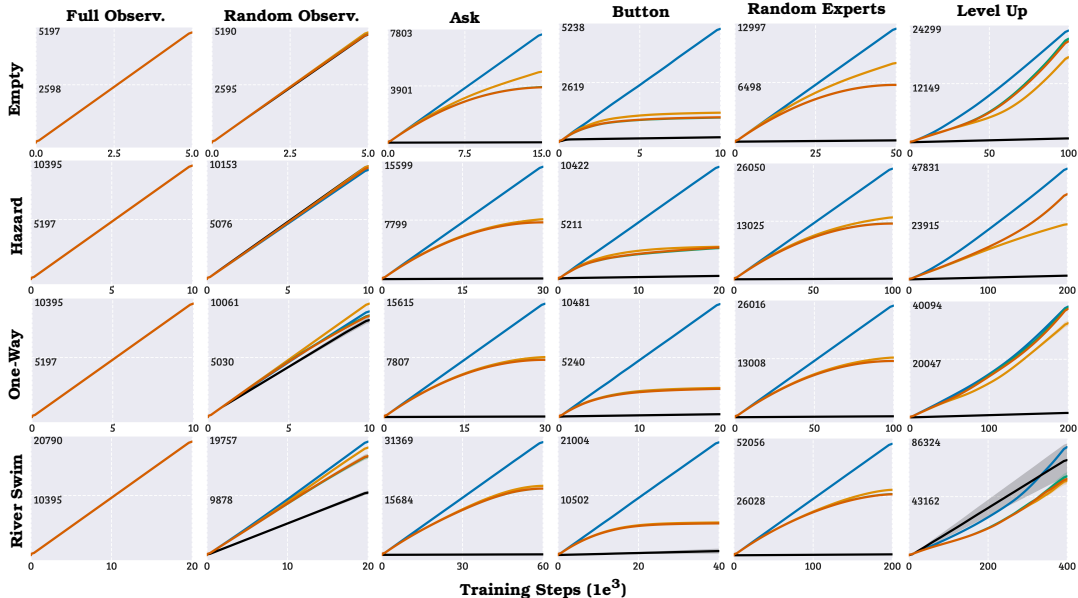 Full Observ. Random Observ. Ask Button Random Experts Level Up
Empty
5197 5190 7803 5238 12997 24299
2598 2595 3901 2619 6498 12149
0.0 2.5 5.0 0.0 2.5 5.0 0.0 7.5 15.0 0 5 10 0 25 50 0 50 100
Hazard
10395 10153 15599 10422 26050 47831
5197 5076 7799 5211 13025 23915
0 5 10 0 5 10 0 15 30 0 10 20 0 50 100 0 100 200
One-Way
10395 10061 15615 10481 26016 40094
5197 5030 7807 5240 13008 20047
0 5 10 0 5 10 0 15 30 0 10 20 0 50 100 0 100 200
River Swim
20790 19757 31369 21004 52056 86324
10395 9878 15684 10502 26028 43162
0 10 20 0 10 20 0 30 60 0 20 40 0 100 200 0 200 400
Training Steps (1e³)